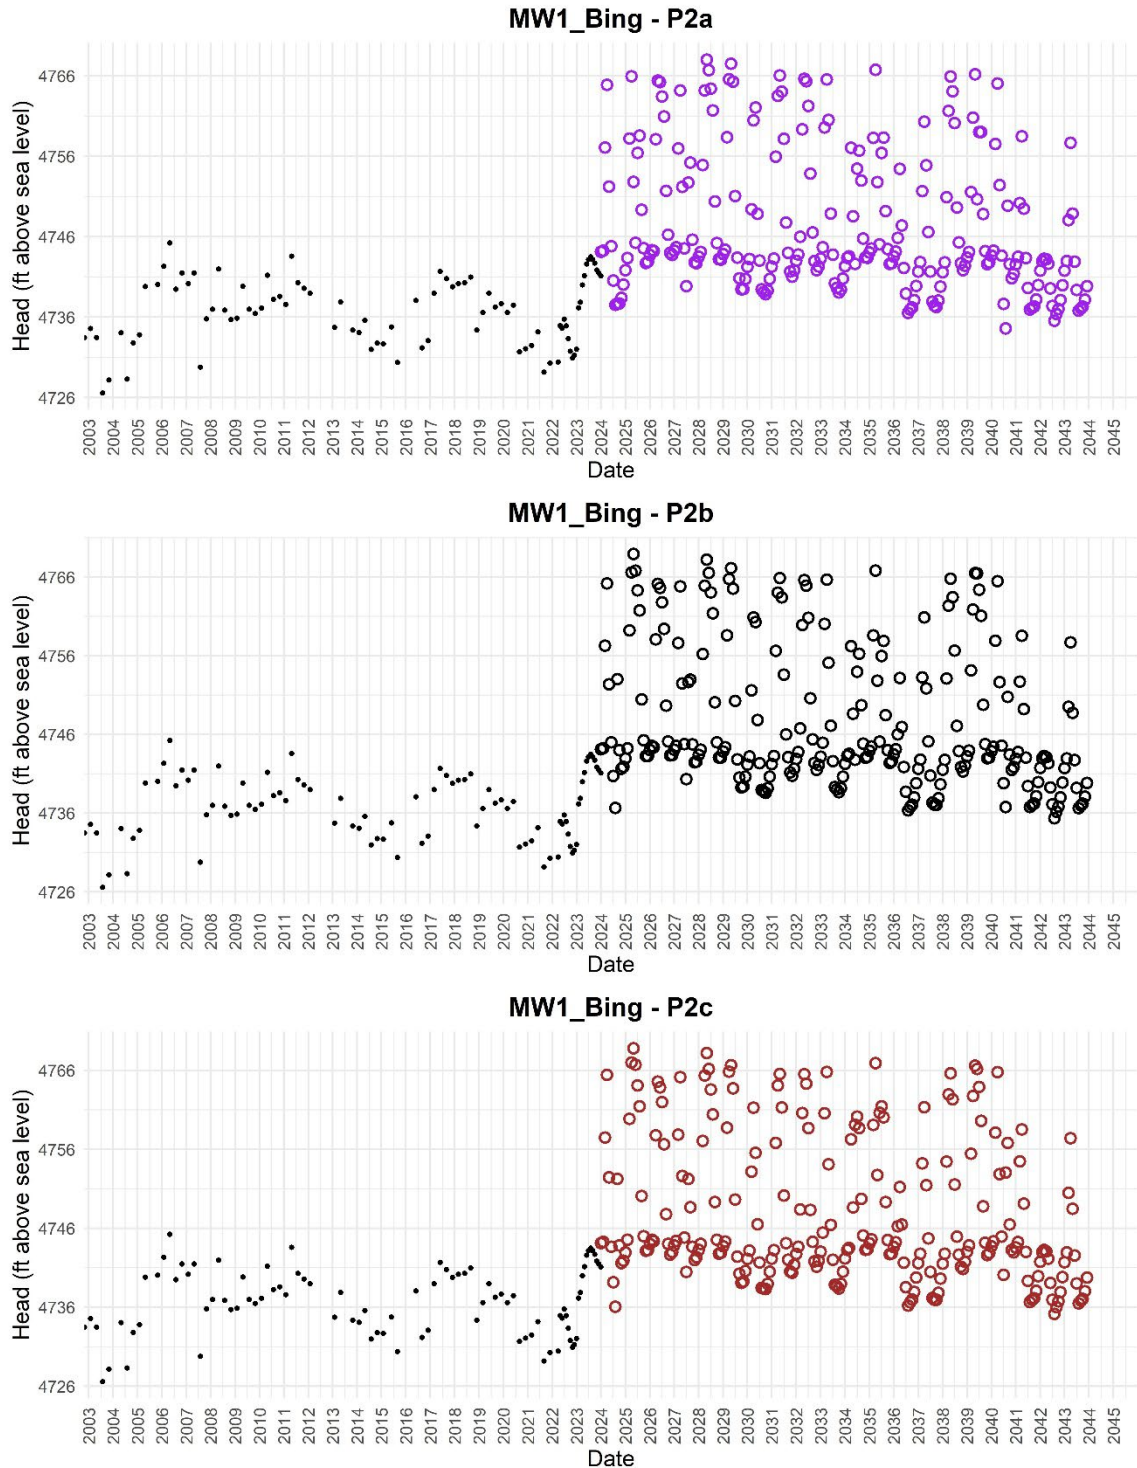 MW1_Bing - P2a
Head (ft above sea level)
4766
4756
4746
4736
4726
2003 2004 2005 2006 2007 2008 2009 2010 2011 2012 2013 2014 2015 2016 2017 2018 2019 2020 2021 2022 2023 2024 2025 2026 2027 2028 2029 2030 2031 2032 2033 2034 2035 2036 2037 2038 2039 2040 2041 2042 2043 2044 2045
Date
MW1_Bing - P2b
Head (ft above sea level)
4766
4756
4746
4736
4726
2003 2004 2005 2006 2007 2008 2009 2010 2011 2012 2013 2014 2015 2016 2017 2018 2019 2020 2021 2022 2023 2024 2025 2026 2027 2028 2029 2030 2031 2032 2033 2034 2035 2036 2037 2038 2039 2040 2041 2042 2043 2044 2045
Date
MW1_Bing - P2c
Head (ft above sea level)
4766
4756
4746
4736
4726
2003 2004 2005 2006 2007 2008 2009 2010 2011 2012 2013 2014 2015 2016 2017 2018 2019 2020 2021 2022 2023 2024 2025 2026 2027 2028 2029 2030 2031 2032 2033 2034 2035 2036 2037 2038 2039 2040 2041 2042 2043 2044 2045
Date